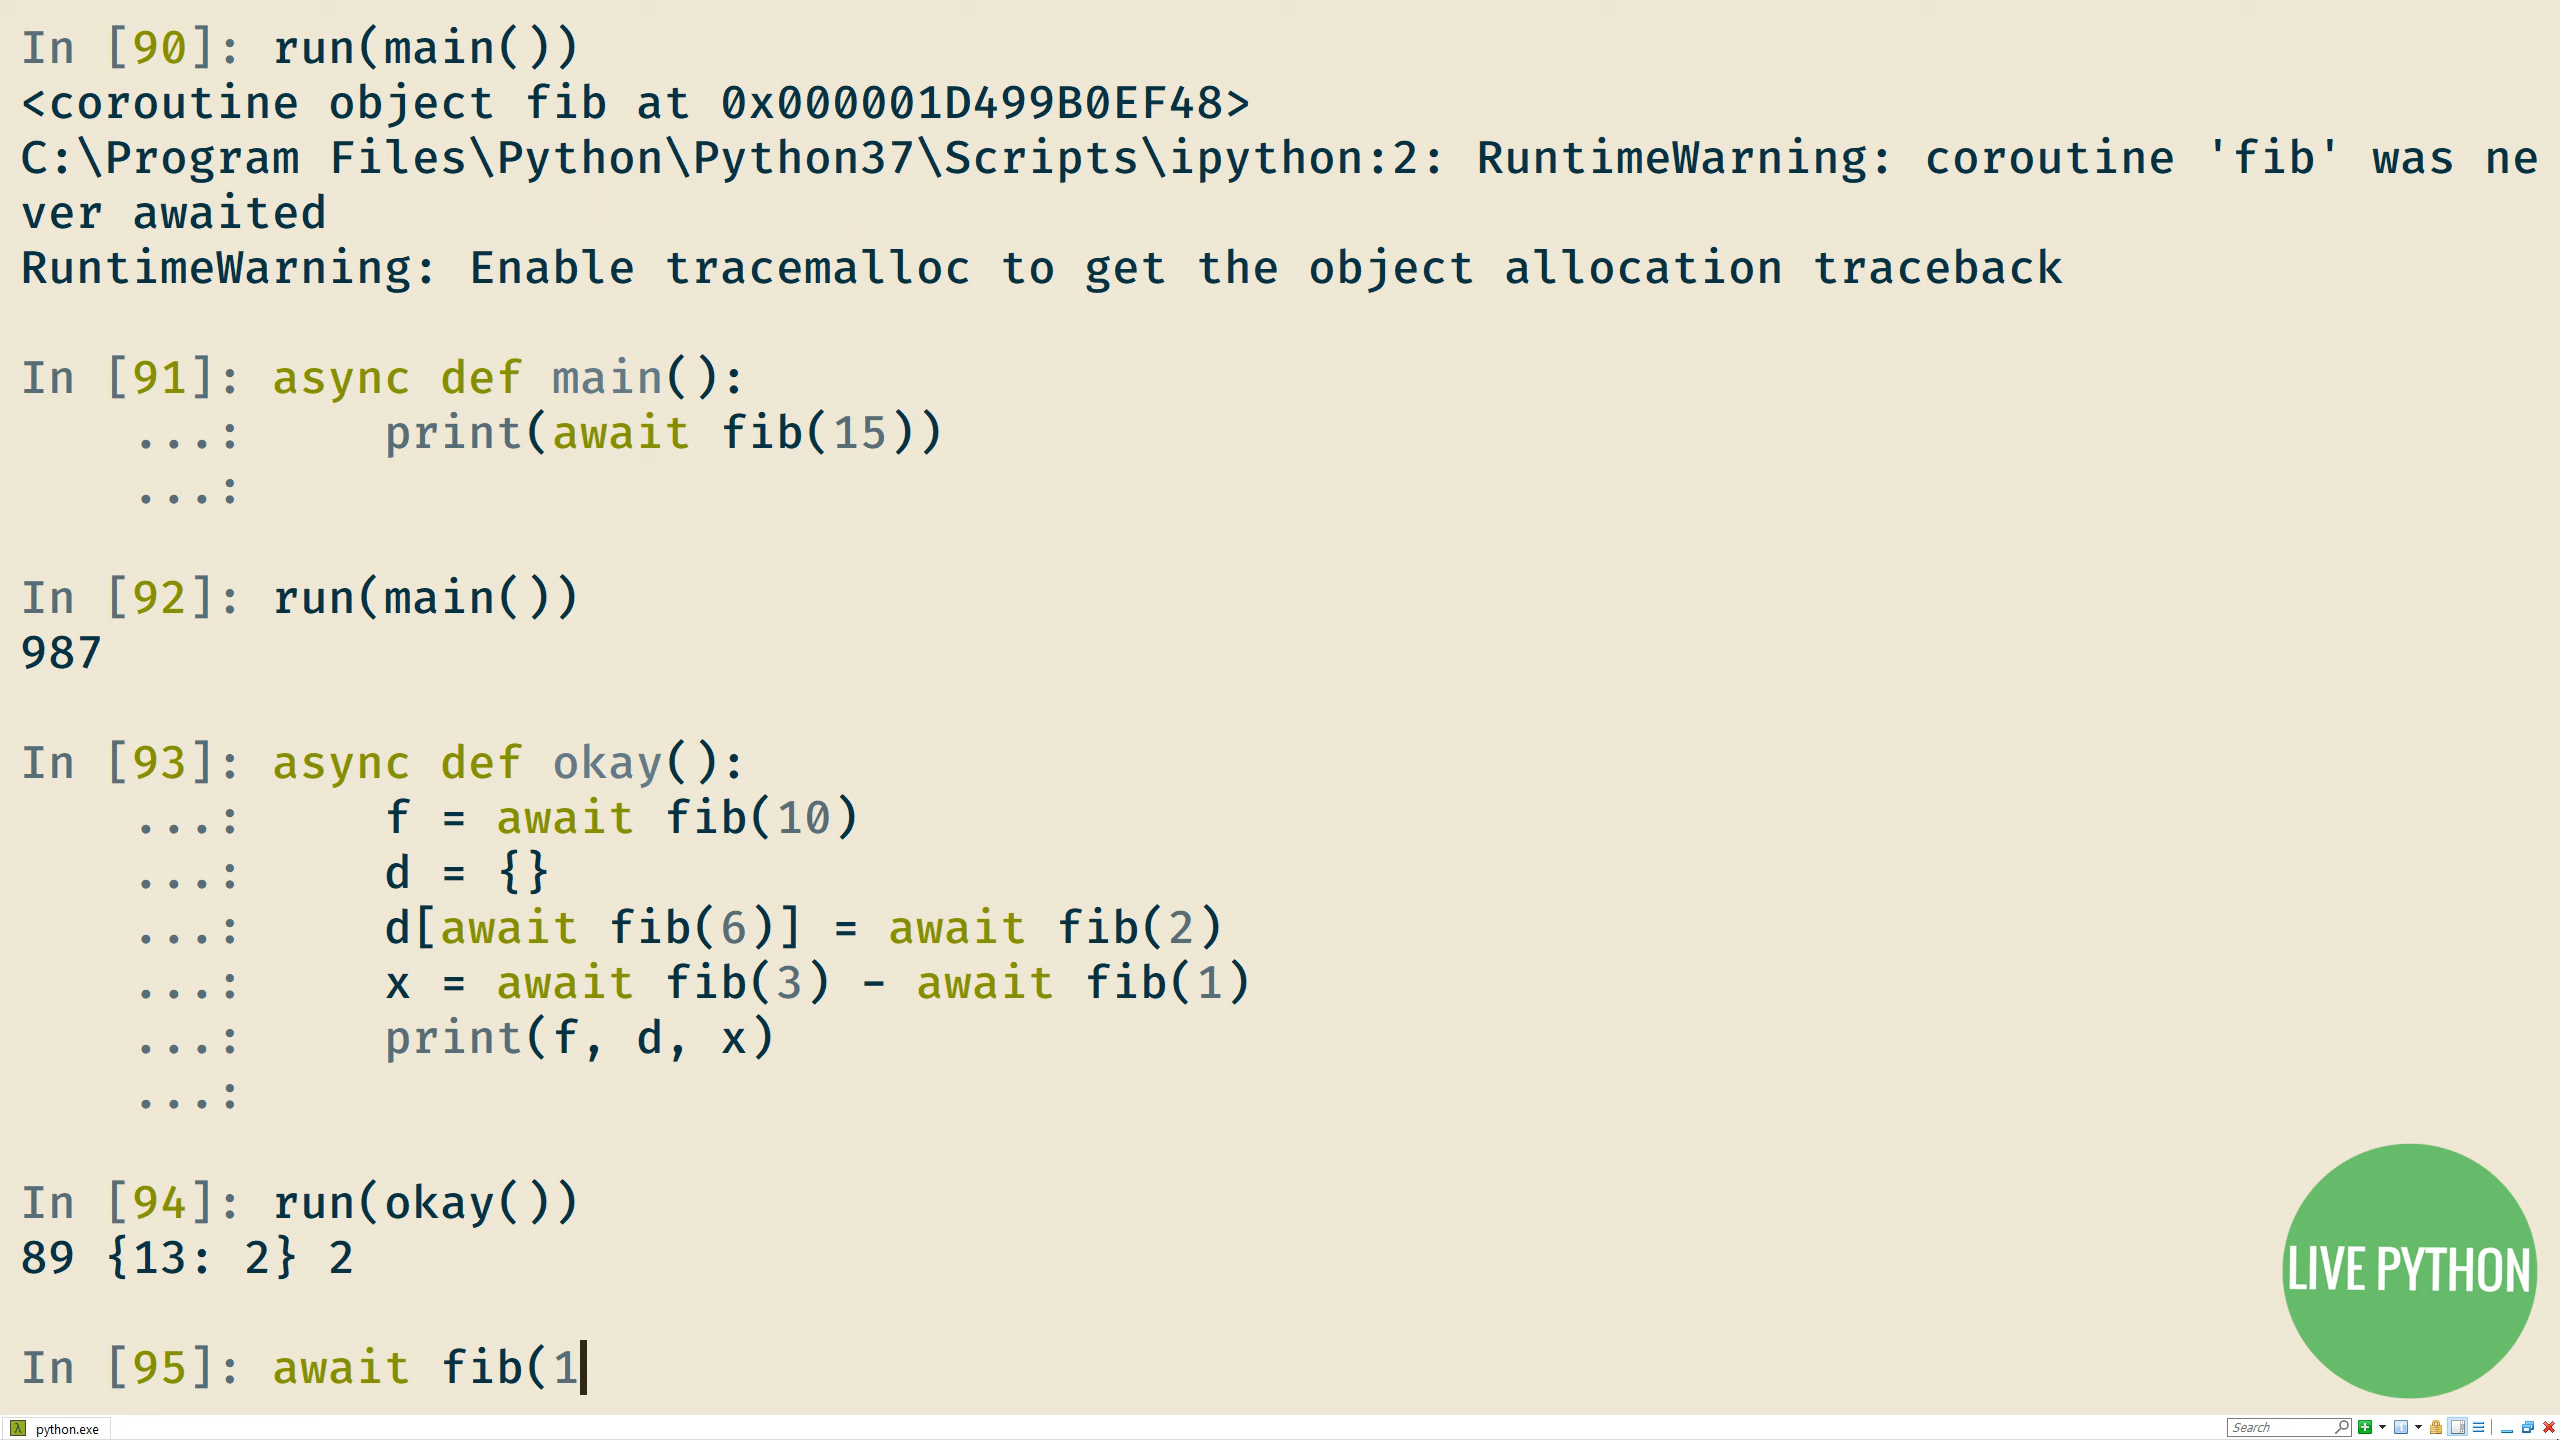 In [90]: run(main())
<coroutine object fib at 0x000001D499B0EF48>
C:\Program Files\Python\Python37\Scripts\ipython:2: RuntimeWarning: coroutine 'fib' was ne
ver awaited
RuntimeWarning: Enable tracemalloc to get the object allocation traceback
In [91]: async def main():
    ...:     print(await fib(15))
    ...:
In [92]: run(main())
987
In [93]: async def okay():
    ...:     f = await fib(10)
    ...:     d = {}
    ...:     d[await fib(6)] = await fib(2)
    ...:     x = await fib(3) - await fib(1)
    ...:     print(f, d, x)
    ...:
In [94]: run(okay())
89 {13: 2} 2
In [95]: await fib(1
LIVE PYTHON
python.exe
Search